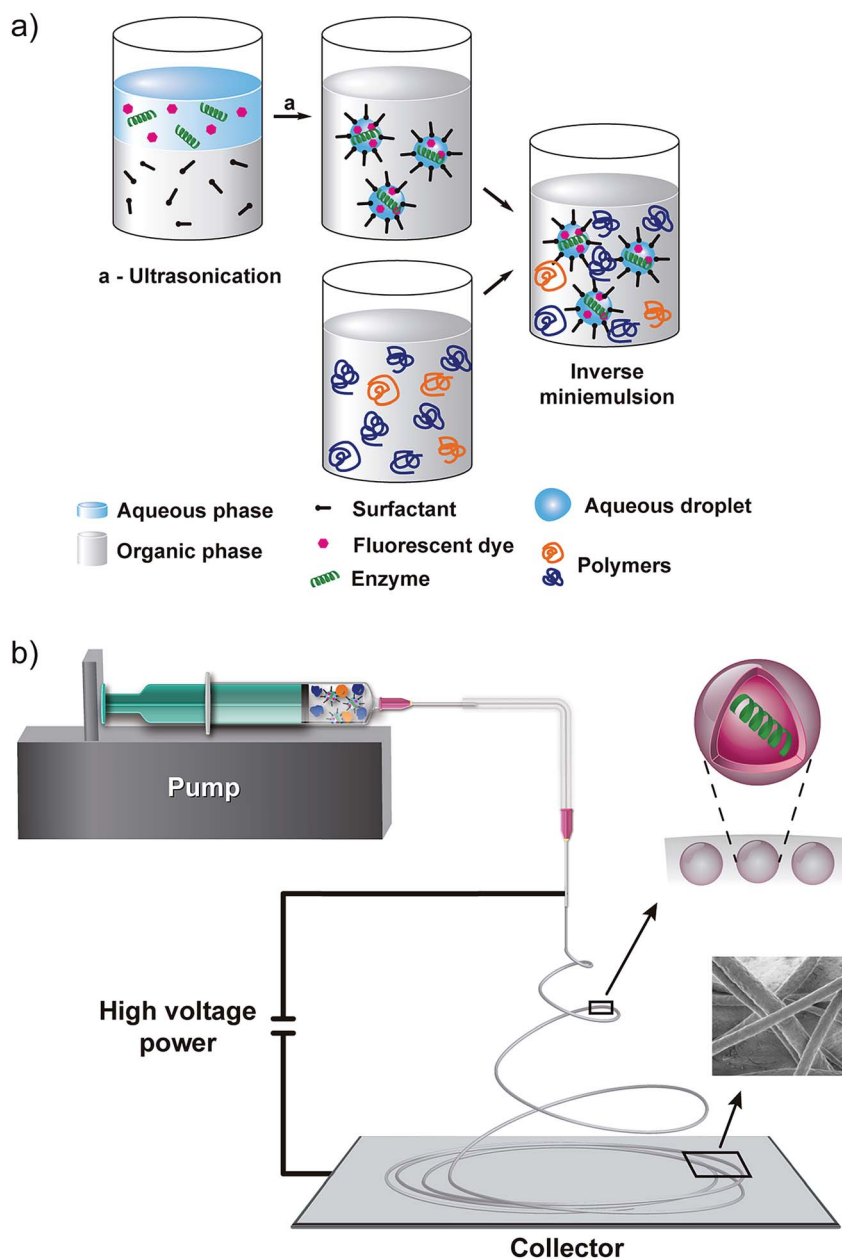 a)
a
a - Ultrasonication
Inverse
miniemulsion
Aqueous phase
Surfactant
Aqueous droplet
Organic phase
Fluorescent dye
Polymers
Enzyme
b)
Pump
High voltage
power
Collector